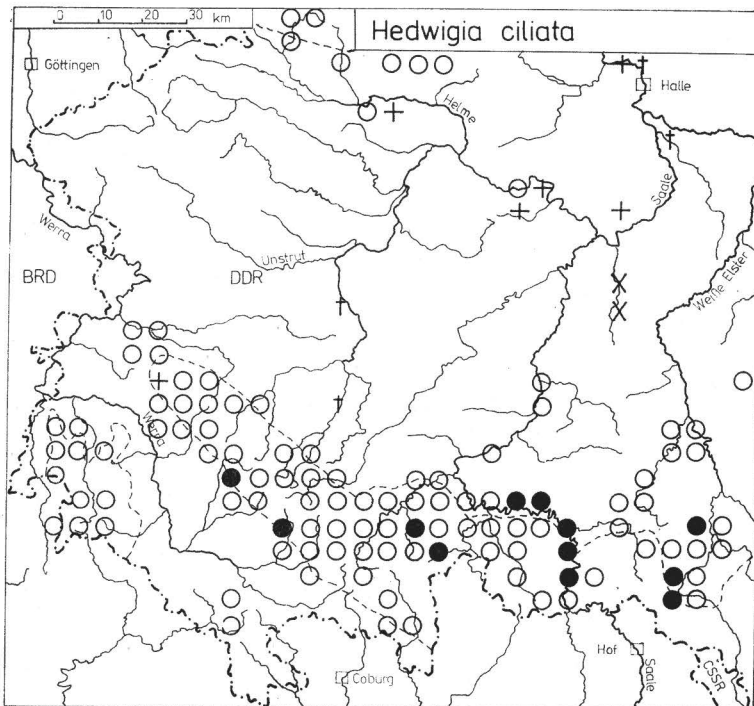 0 10 20 30 km
Hedwigia ciliata
Göttingen
Halle
Helme
Saale
Werra
Unstrut
BRD
DDR
Weiße Elster
Werra
Hof
Saale
Coburg
CSSR